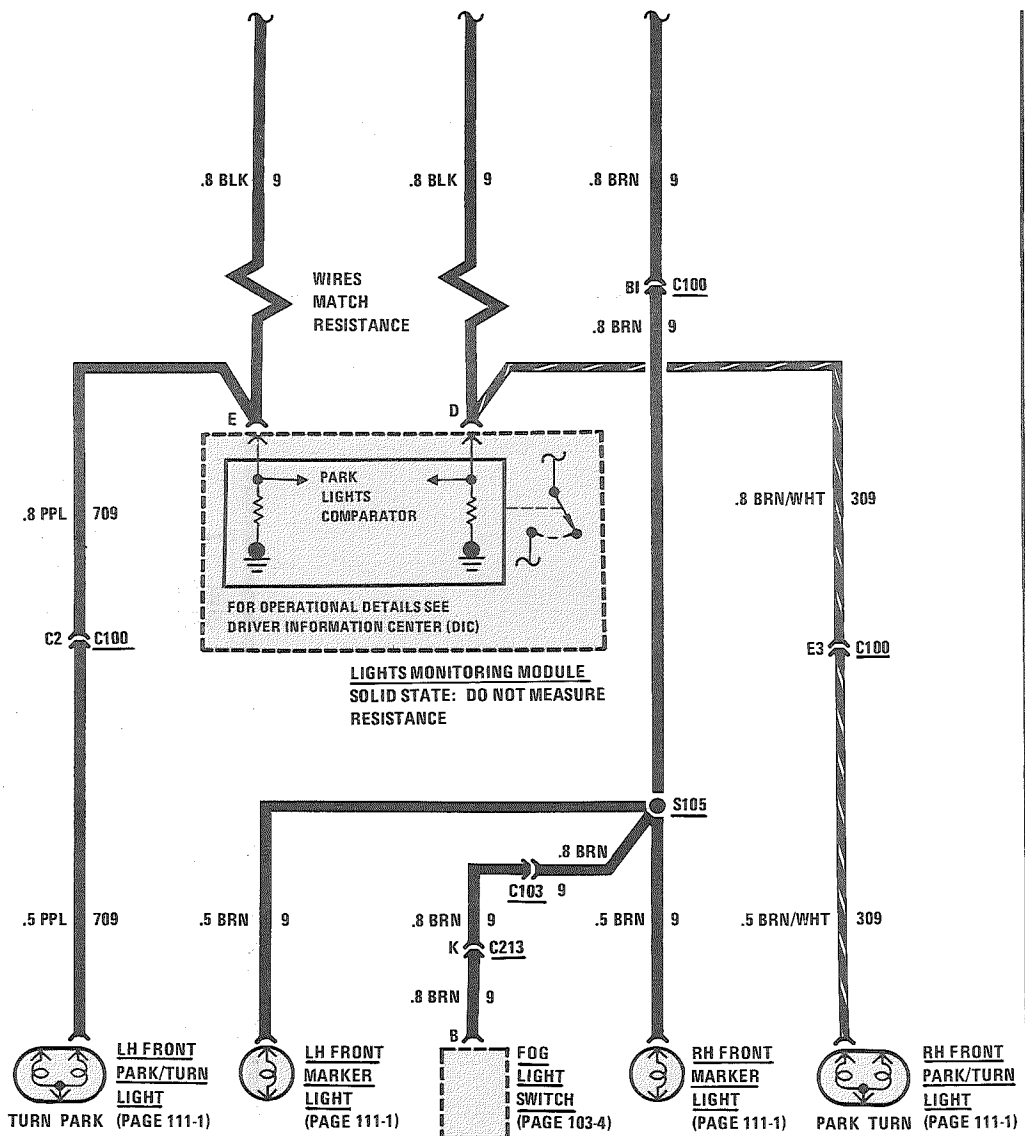 .8 BLK 9
.8 BLK 9
.8 BRN 9
WIRES
MATCH
RESISTANCE
BI C100
.8 BRN 9
E
D
PARK
LIGHTS
COMPARATOR
.8 PPL 709
.8 BRN/WHT 309
FOR OPERATIONAL DETAILS SEE
DRIVER INFORMATION CENTER (DIC)
C2 C100
E3 C100
LIGHTS MONITORING MODULE
SOLID STATE: DO NOT MEASURE
RESISTANCE
S105
.8 BRN
C103 9
.5 PPL 709
.5 BRN 9
.8 BRN 9
.5 BRN 9
.5 BRN/WHT 309
K C213
.8 BRN 9
B
LH FRONT
PARK/TURN
LIGHT
(PAGE 111-1)
TURN PARK
LH FRONT
MARKER
LIGHT
(PAGE 111-1)
FOG
LIGHT
SWITCH
(PAGE 103-4)
RH FRONT
MARKER
LIGHT
(PAGE 111-1)
RH FRONT
PARK/TURN
LIGHT
(PAGE 111-1)
PARK TURN